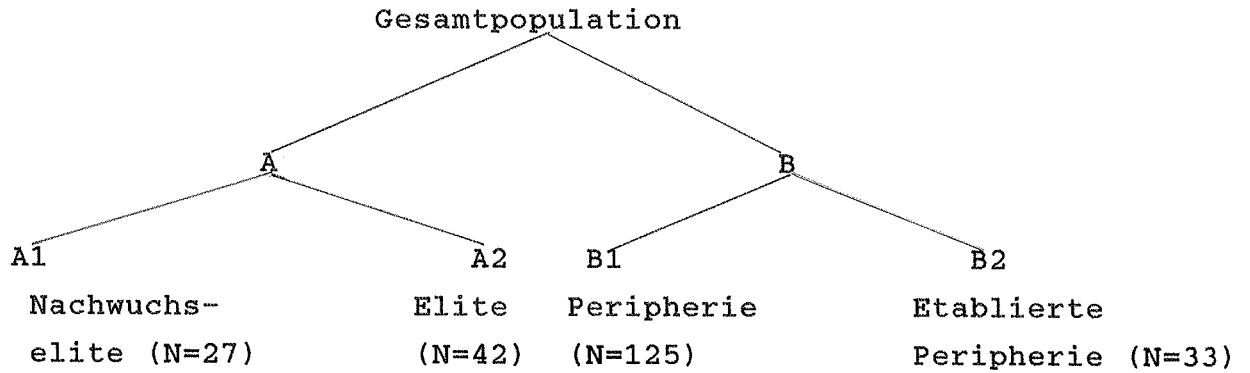 Gesamtpopulation
A B
A1 A2 B1 B2
Nachwuchs- Elite Peripherie Etablierte
elite (N=27) (N=42) (N=125) Peripherie (N=33)